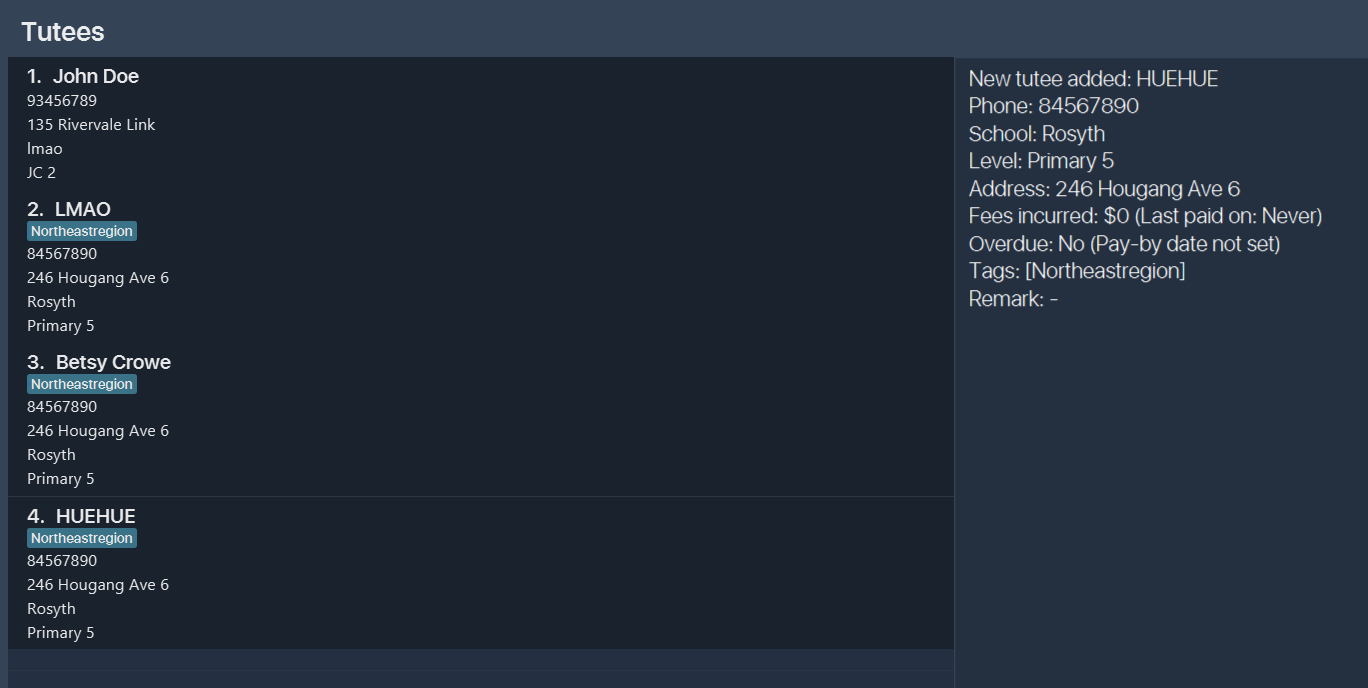 Tutees
1. John Doe
93456789
135 Rivervale Link
lmao
JC 2
2. LMAO
Northeastregion
84567890
246 Hougang Ave 6
Rosyth
Primary 5
3. Betsy Crowe
Northeastregion
84567890
246 Hougang Ave 6
Rosyth
Primary 5
4. HUEHUE
Northeastregion
84567890
246 Hougang Ave 6
Rosyth
Primary 5
New tutee added: HUEHUE
Phone: 84567890
School: Rosyth
Level: Primary 5
Address: 246 Hougang Ave 6
Fees incurred: $0 (Last paid on: Never)
Overdue: No (Pay-by date not set)
Tags: [Northeastregion]
Remark: -